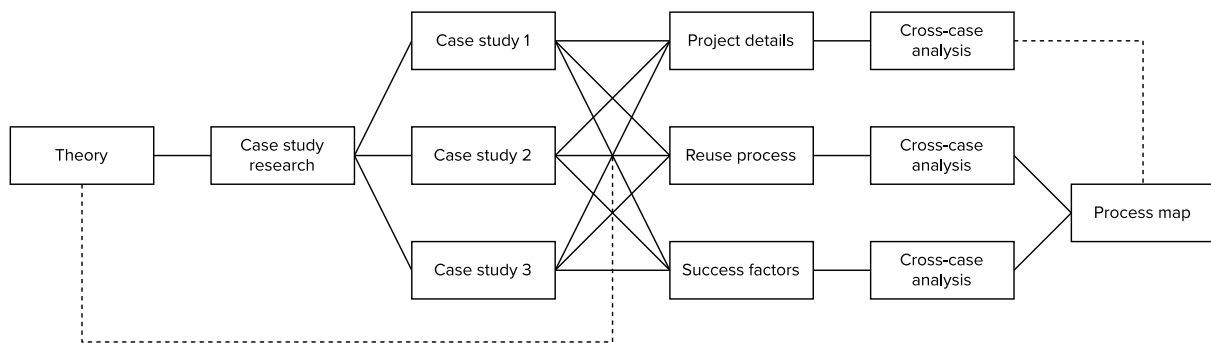 Case study 1
Project details
Cross-case
analysis
Theory
Case study
research
Case study 2
Reuse process
Cross-case
analysis
Process map
Case study 3
Success factors
Cross-case
analysis